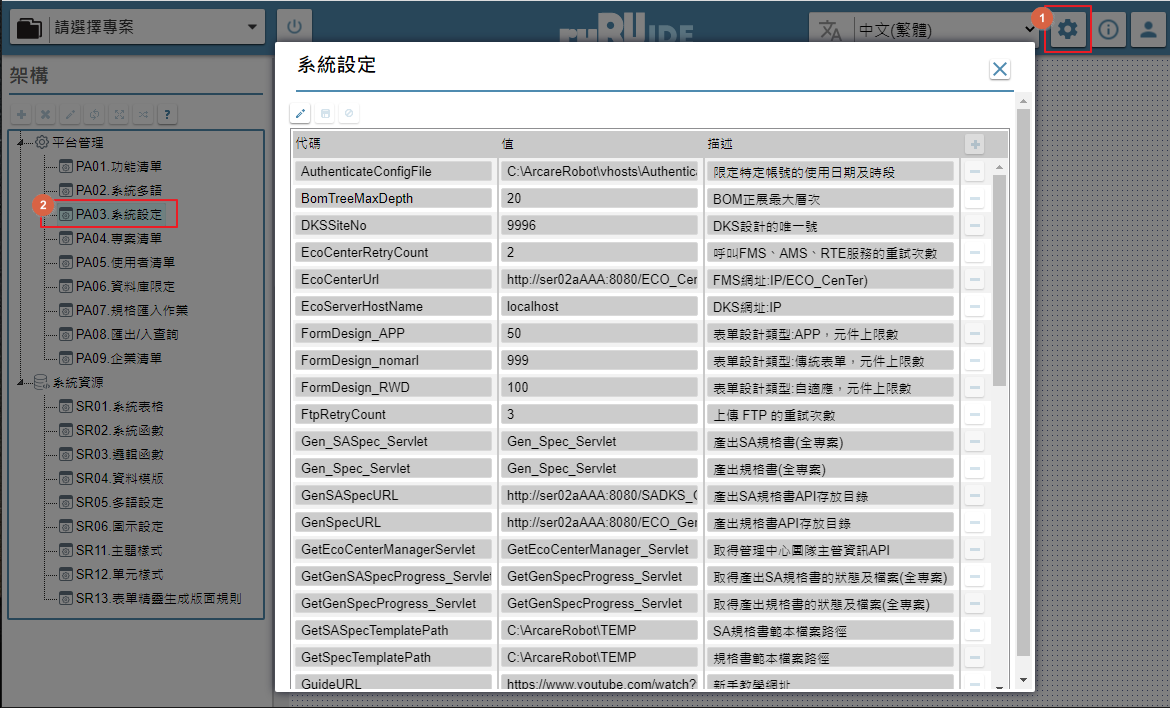 請選擇專案
ruRU IDE
中文(繁體)
1
架構
?
平台管理
PA01.功能清單
PA02.系統多語
2
PA03.系統設定
PA04.專案清單
PA05.使用者清單
PA06.資料庫限定
PA07.規格匯入作業
PA08.匯出/入查詢
PA09.企業清單
系統資源
SR01.系統表格
SR02.系統函數
SR03.邏輯函數
SR04.資料模版
SR05.多語設定
SR06.圖示設定
SR11.主題樣式
SR12.單元樣式
SR13.表單精靈生成版面規則
系統設定
代碼 值 描述
AuthenticateConfigFile C:\ArcareRobot\vhosts\Authentica 限定特定帳號的使用日期及時段
BomTreeMaxDepth 20 BOM正展最大層次
DKSSiteNo 9996 DKS設計的唯一號
EcoCenterRetryCount 2 呼叫FMS、AMS、RTE服務的重試次數
EcoCenterUrl http://ser02aAAA:8080/ECO_Cer FMS網址:IP/ECO_CenTer)
EcoServerHostName localhost DKS網址:IP
FormDesign_APP 50 表單設計類型:APP，元件上限數
FormDesign_nomarl 999 表單設計類型:傳統表單，元件上限數
FormDesign_RWD 100 表單設計類型:自適應，元件上限數
FtpRetryCount 3 上傳 FTP 的重試次數
Gen_SASpec_Servlet Gen_Spec_Servlet 產出SA規格書(全專案)
Gen_Spec_Servlet Gen_Spec_Servlet 產出規格書(全專案)
GenSASpecURL http://ser02aAAA:8080/SADKS_G 產出SA規格書API存放目錄
GenSpecURL http://ser02aAAA:8080/ECO_Ger 產出規格書API存放目錄
GetEcoCenterManagerServlet GetEcoCenterManager_Servlet 取得管理中心團隊主管資訊API
GetGenSASpecProgress_Servlet GetGenSpecProgress_Servlet 取得產出SA規格書的狀態及檔案(全專案)
GetGenSpecProgress_Servlet GetGenSpecProgress_Servlet 取得產出規格書的狀態及檔案(全專案)
GetSASpecTemplatePath C:\ArcareRobot\TEMP SA規格書範本檔案路徑
GetSpecTemplatePath C:\ArcareRobot\TEMP 規格書範本檔案路徑
GuideURL https://www.youtube.com/watch? 新手教學網址